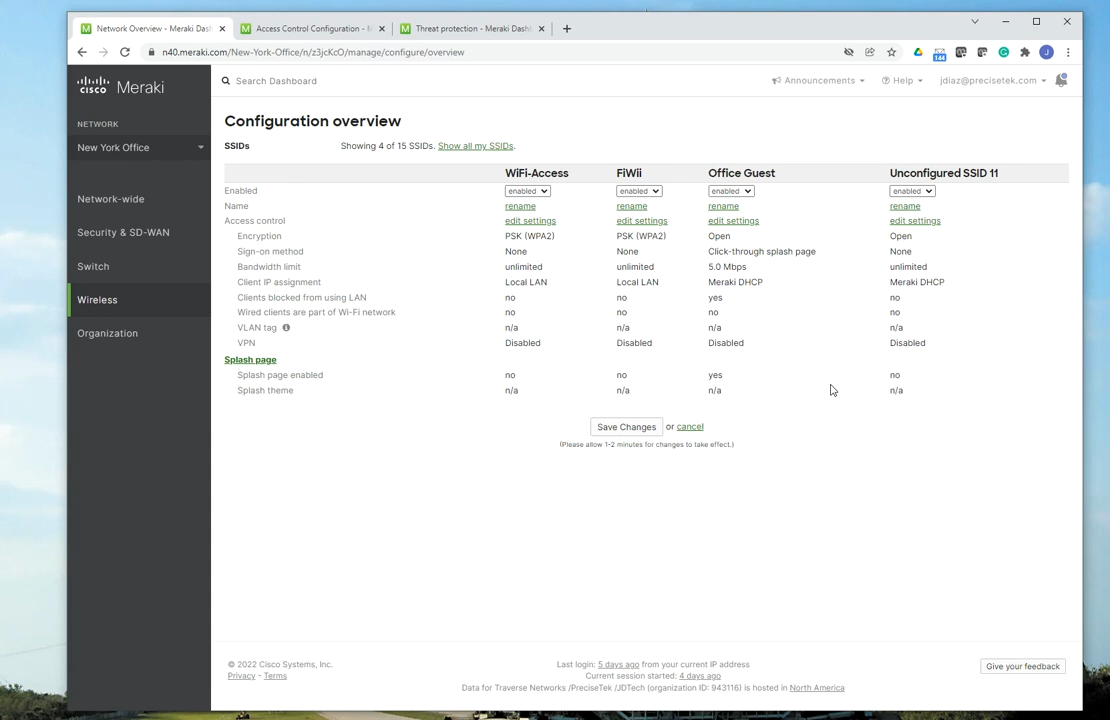 Network Overview - Meraki Das
Access Control Configuration - M
Threat protection - Meraki Dash
n40.meraki.com/New-York-Office/n/z3jcKcO/manage/configure/overview
144
J
cisco Meraki
Search Dashboard
Announcements
Help
jdiaz@precisetek.com
NETWORK
New York Office
Network-wide
Security & SD-WAN
Switch
Wireless
Organization
Configuration overview
SSIDs Showing 4 of 15 SSIDs. Show all my SSIDs.
WiFi-Access FiWii Office Guest Unconfigured SSID 11
Enabled enabled enabled enabled enabled
Name rename rename rename rename
Access control edit settings edit settings edit settings edit settings
Encryption PSK (WPA2) PSK (WPA2) Open Open
Sign-on method None None Click-through splash page None
Bandwidth limit unlimited unlimited 5.0 Mbps unlimited
Client IP assignment Local LAN Local LAN Meraki DHCP Meraki DHCP
Clients blocked from using LAN no no yes no
Wired clients are part of Wi-Fi network no no no no
VLAN tag n/a n/a n/a n/a
VPN Disabled Disabled Disabled Disabled
Splash page
Splash page enabled no no yes no
Splash theme n/a n/a n/a n/a
Save Changes or cancel
(Please allow 1-2 minutes for changes to take effect.)
© 2022 Cisco Systems, Inc.
Privacy - Terms
Last login: 5 days ago from your current IP address
Current session started: 4 days ago
Data for Traverse Networks /PreciseTek /JDTech (organization ID: 943116) is hosted in North America
Give your feedback